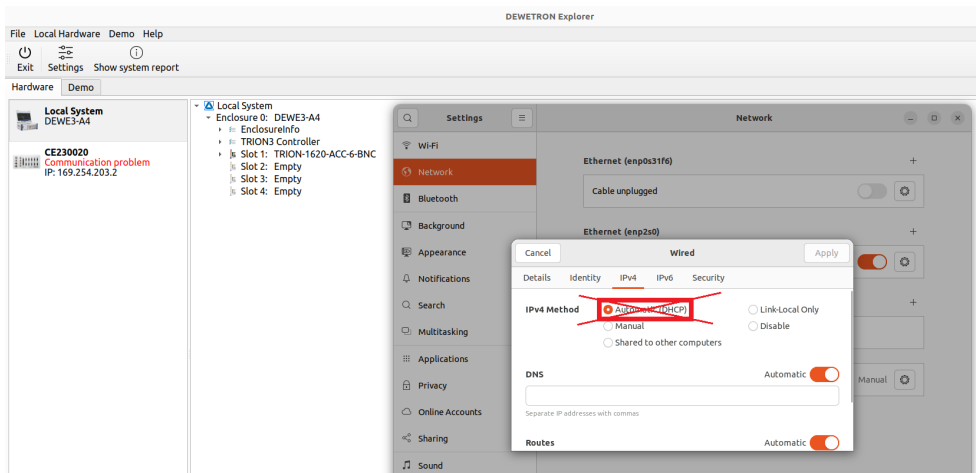 DEWETRON Explorer
File Local Hardware Demo Help
Exit Settings Show system report
Hardware Demo
Local System
DEWE3-A4
CE230020
Communication problem
IP: 169.254.203.2
Local System
Enclosure 0: DEWE3-A4
EnclosureInfo
TRION3 Controller
Slot 1: TRION-1620-ACC-6-BNC
Slot 2: Empty
Slot 3: Empty
Slot 4: Empty
Settings
Wi-Fi
Network
Bluetooth
Background
Appearance
Notifications
Search
Multitasking
Applications
Privacy
Online Accounts
Sharing
Sound
Network
Ethernet (enp0s31f6)
Cable unplugged
Ethernet (enp2s0)
Manual
Cancel Wired Apply
Details Identity IPv4 IPv6 Security
IPv4 Method
Automatic (DHCP) Link-Local Only
Manual Disable
Shared to other computers
DNS Automatic
Separate IP addresses with commas
Routes Automatic